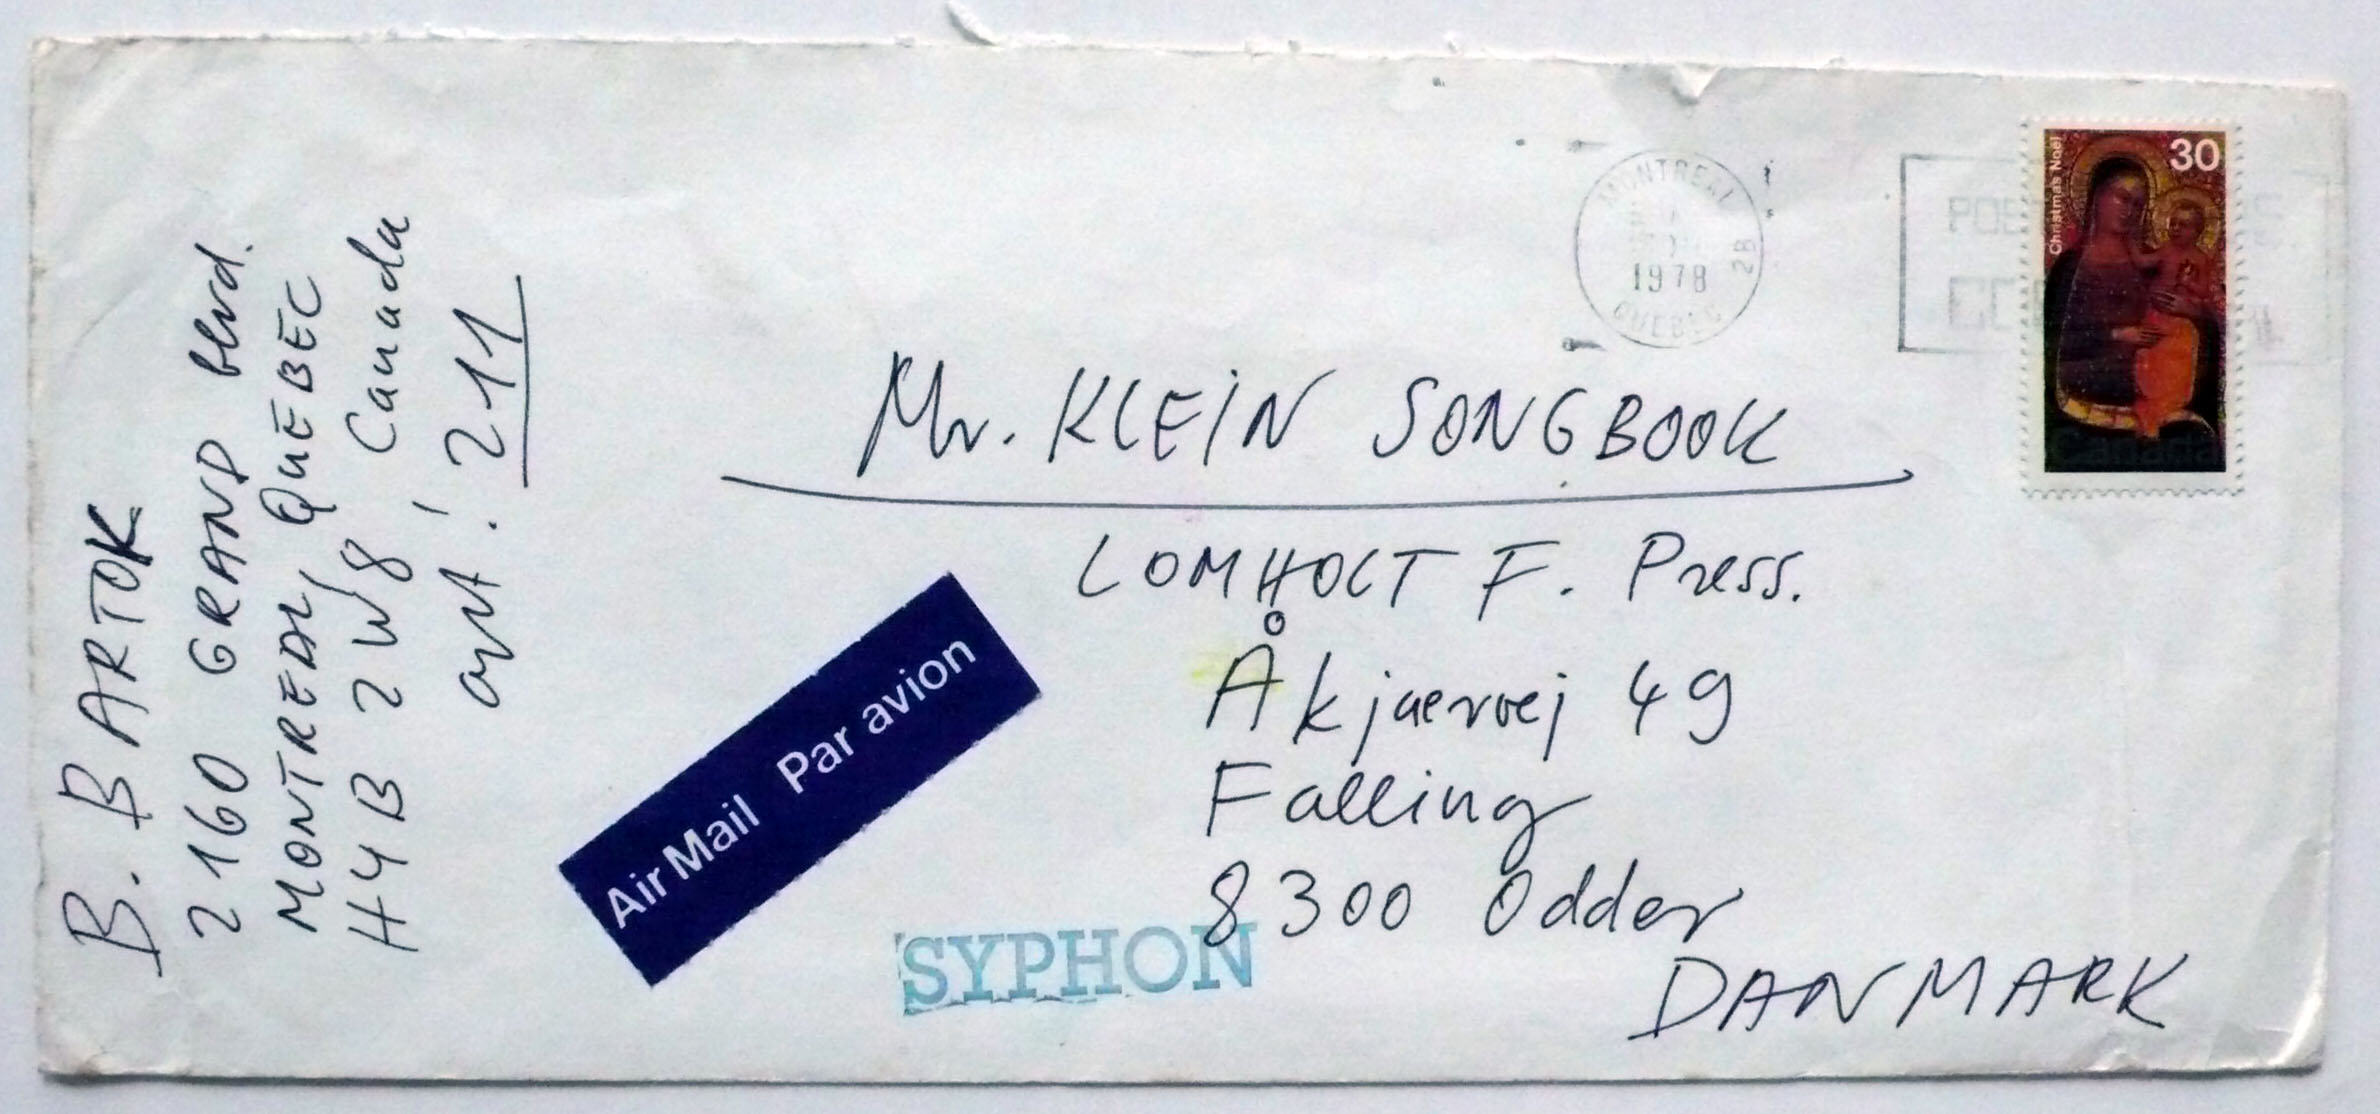 B. BARTOK
2160 GRAND blvd.
MONTREAL QUEBEC
H4B 2W8 Canada
apt! 211
MONTREAL
1978
2B
QUEBEC
Christmas Noël
30
Canada
Mr. KLEIN SONGBOOK
LOMHOLT F. Press.
Åkjaervej 49
Falling
8300 Odder
DANMARK
Air Mail Par avion
SYPHON